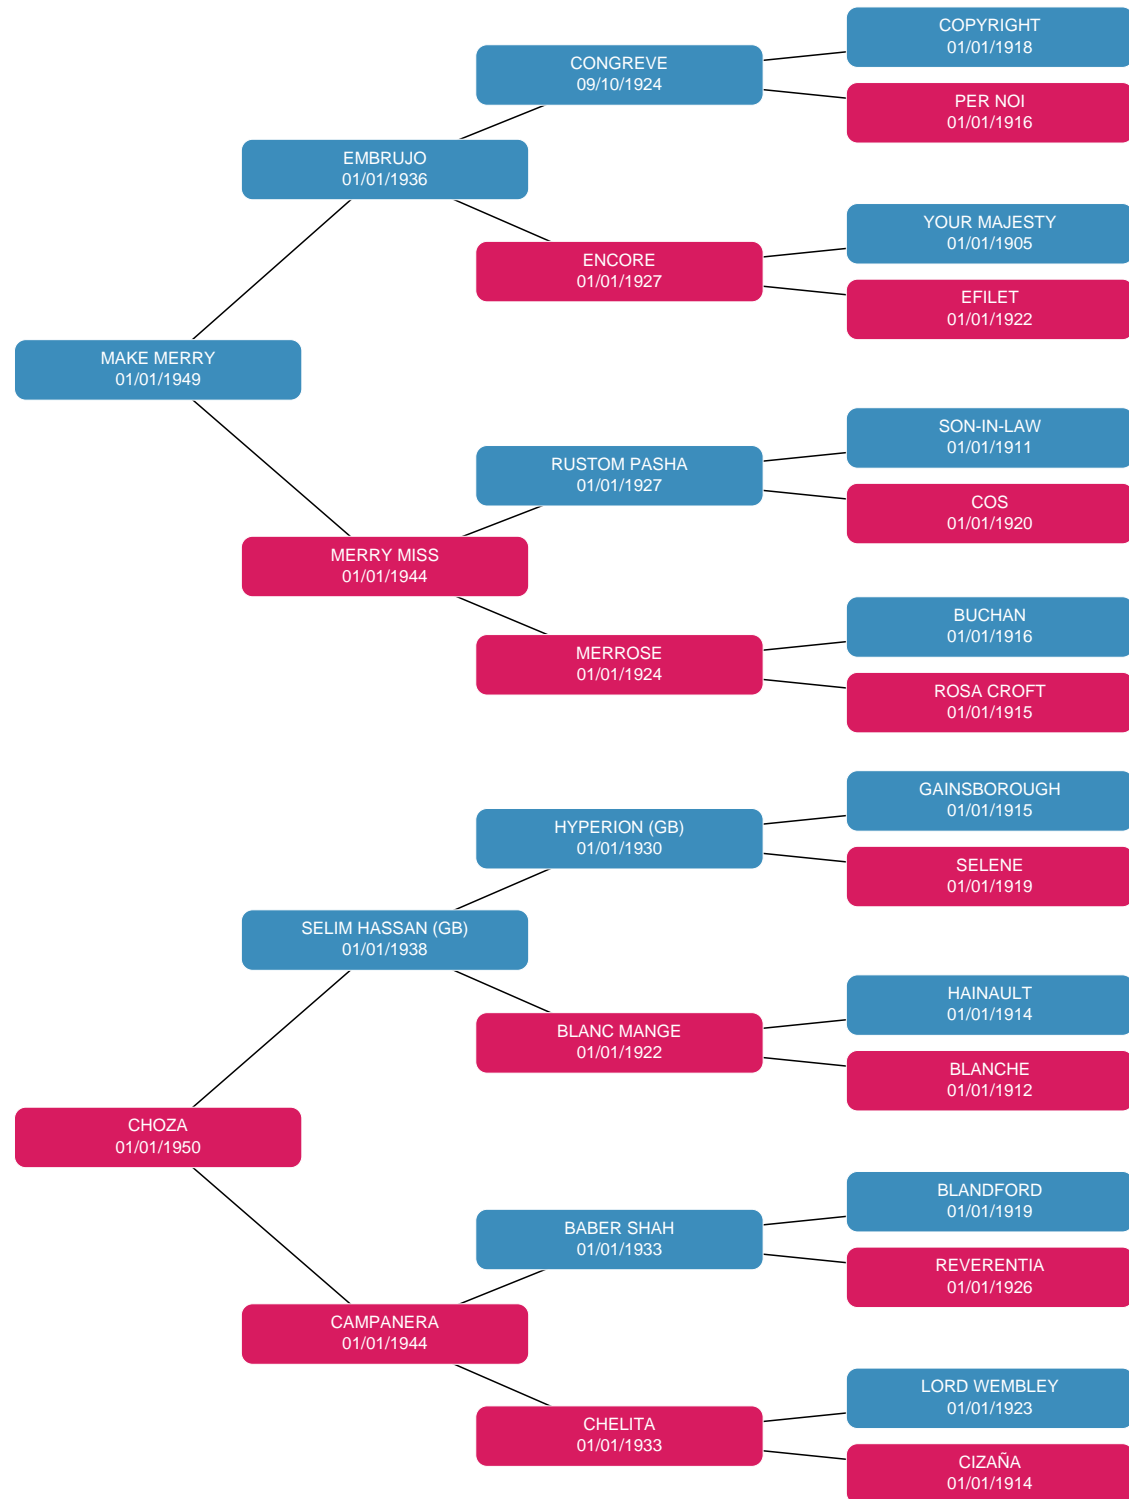 COPYRIGHT
01/01/1918
CONGREVE
09/10/1924
PER NOI
01/01/1916
EMBRUJO
01/01/1936
YOUR MAJESTY
01/01/1905
ENCORE
01/01/1927
EFILET
01/01/1922
MAKE MERRY
01/01/1949
SON-IN-LAW
01/01/1911
RUSTOM PASHA
01/01/1927
COS
01/01/1920
MERRY MISS
01/01/1944
BUCHAN
01/01/1916
MERROSE
01/01/1924
ROSA CROFT
01/01/1915
GAINSBOROUGH
01/01/1915
HYPERION (GB)
01/01/1930
SELENE
01/01/1919
SELIM HASSAN (GB)
01/01/1938
HAINAULT
01/01/1914
BLANC MANGE
01/01/1922
BLANCHE
01/01/1912
CHOZA
01/01/1950
BLANDFORD
01/01/1919
BABER SHAH
01/01/1933
REVERENTIA
01/01/1926
CAMPANERA
01/01/1944
LORD WEMBLEY
01/01/1923
CHELITA
01/01/1933
CIZAÑA
01/01/1914